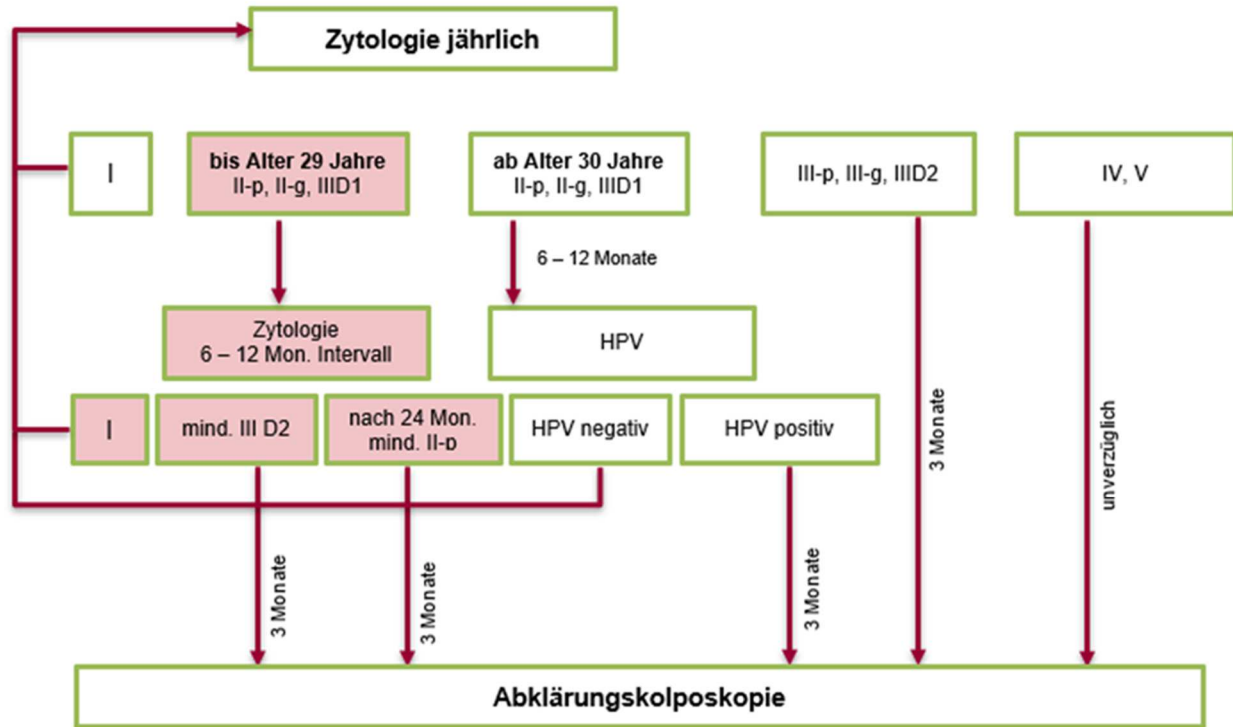 Zytologie jährlich
I
bis Alter 29 Jahre
II-p, II-g, IIID1
ab Alter 30 Jahre
II-p, II-g, IIID1
III-p, III-g, IIID2
IV, V
6 – 12 Monate
Zytologie
6 – 12 Mon. Intervall
HPV
I
mind. III D2
nach 24 Mon.
mind. II-p
HPV negativ
HPV positiv
3 Monate
3 Monate
3 Monate
3 Monate
unverzüglich
Abklärungskolposkopie